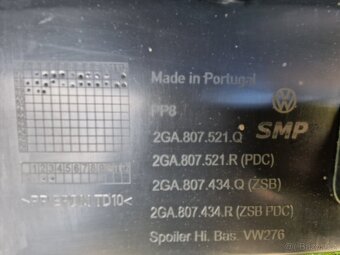 Made in Portugal
PP8
2GA.807.521.Q
SMP
2GA.807.521.R (PDC)
2GA.807.434.Q (ZSB)
2GA.807.434.R (ZSB PDC)
Spoiler Hi. Bas. VW276